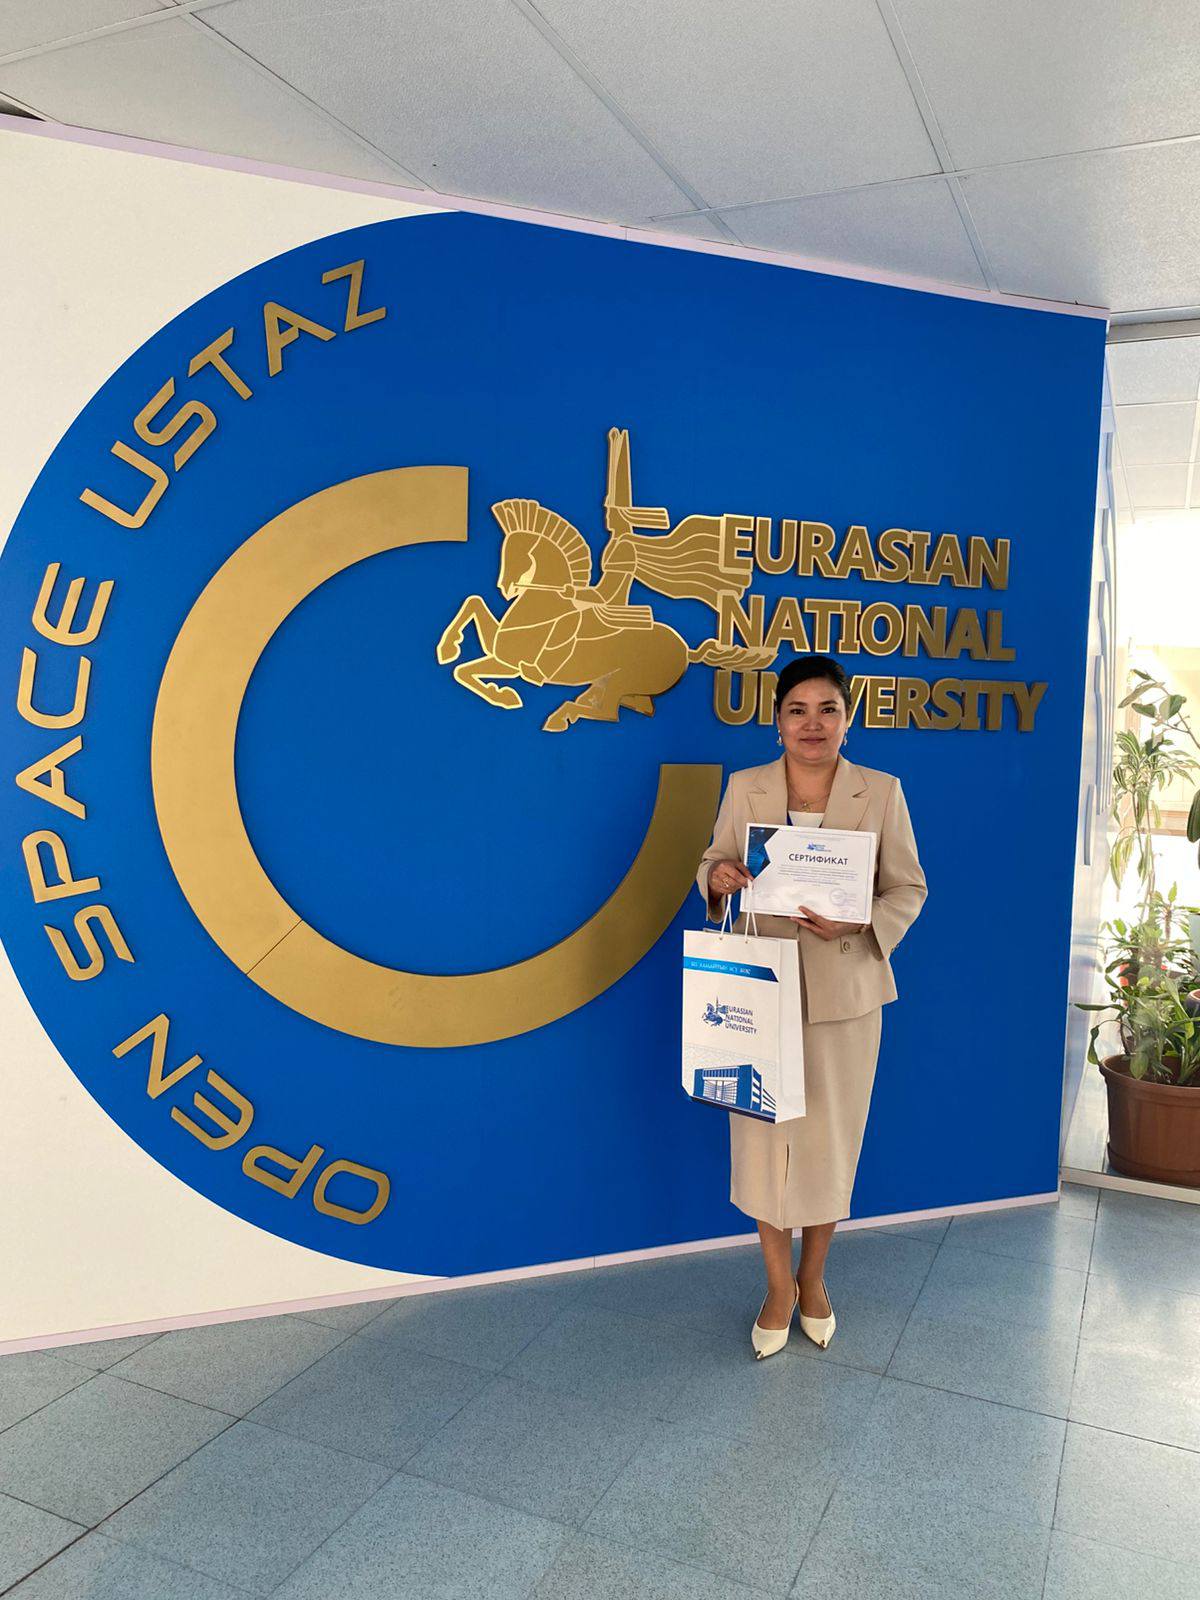 OPEN SPACE USTAZ
EURASIAN
NATIONAL
UNIVERSITY
СЕРТИФИКАТ
EURASIAN
NATIONAL
UNIVERSITY